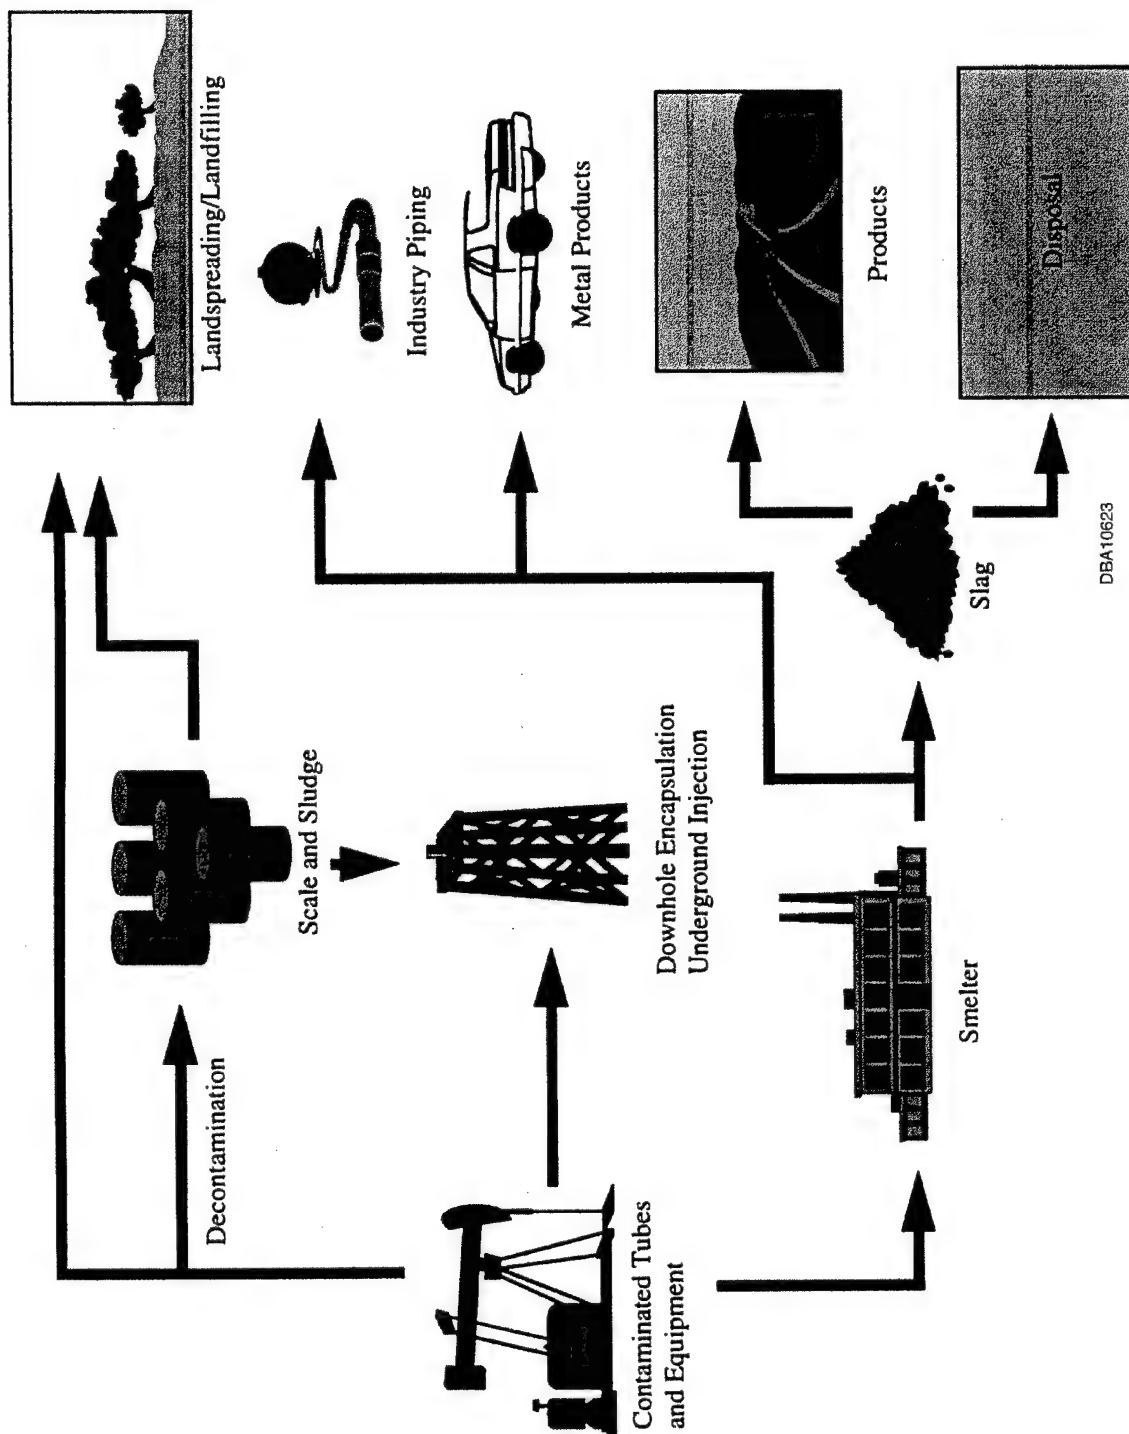 Landspreading/Landfilling
Decontamination
Scale and Sludge
Industry Piping
Metal Products
Contaminated Tubes
and Equipment
Downhole Encapsulation
Underground Injection
Products
Smelter
Slag
Disposal
DBA10623